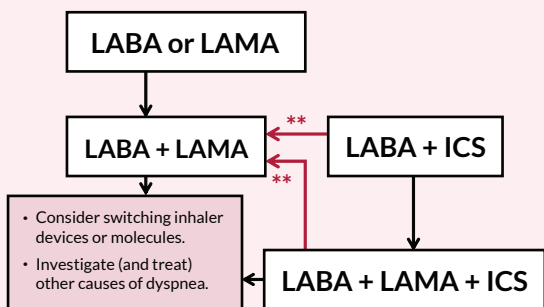 LABA or LAMA
**
LABA + LAMA
LABA + ICS
**
• Consider switching inhaler
devices or molecules.
• Investigate (and treat)
other causes of dyspnea.
LABA + LAMA + ICS